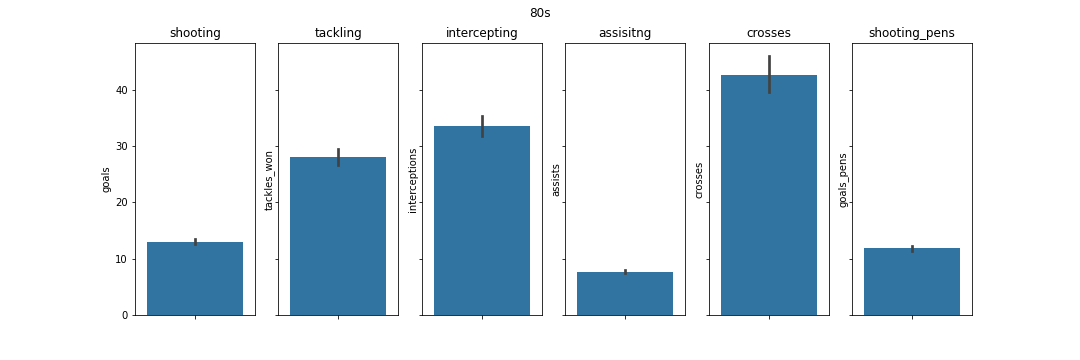 80s
shooting
tackling
intercepting
assisitng
crosses
shooting_pens
goals
tackles_won
interceptions
assists
crosses
goals_pens
40
30
20
10
0